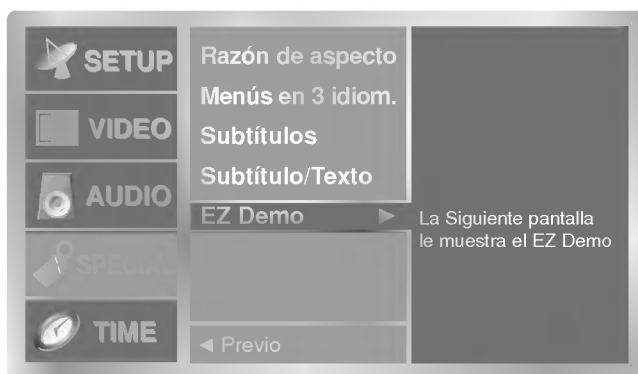 SETUP
VIDEO
AUDIO
SPECIAL
TIME
Razón de aspecto
Menús en 3 idiom.
Subtítulos
Subtítulo/Texto
EZ Demo ►
◄ Previo
La Siguiente pantalla
le muestra el EZ Demo